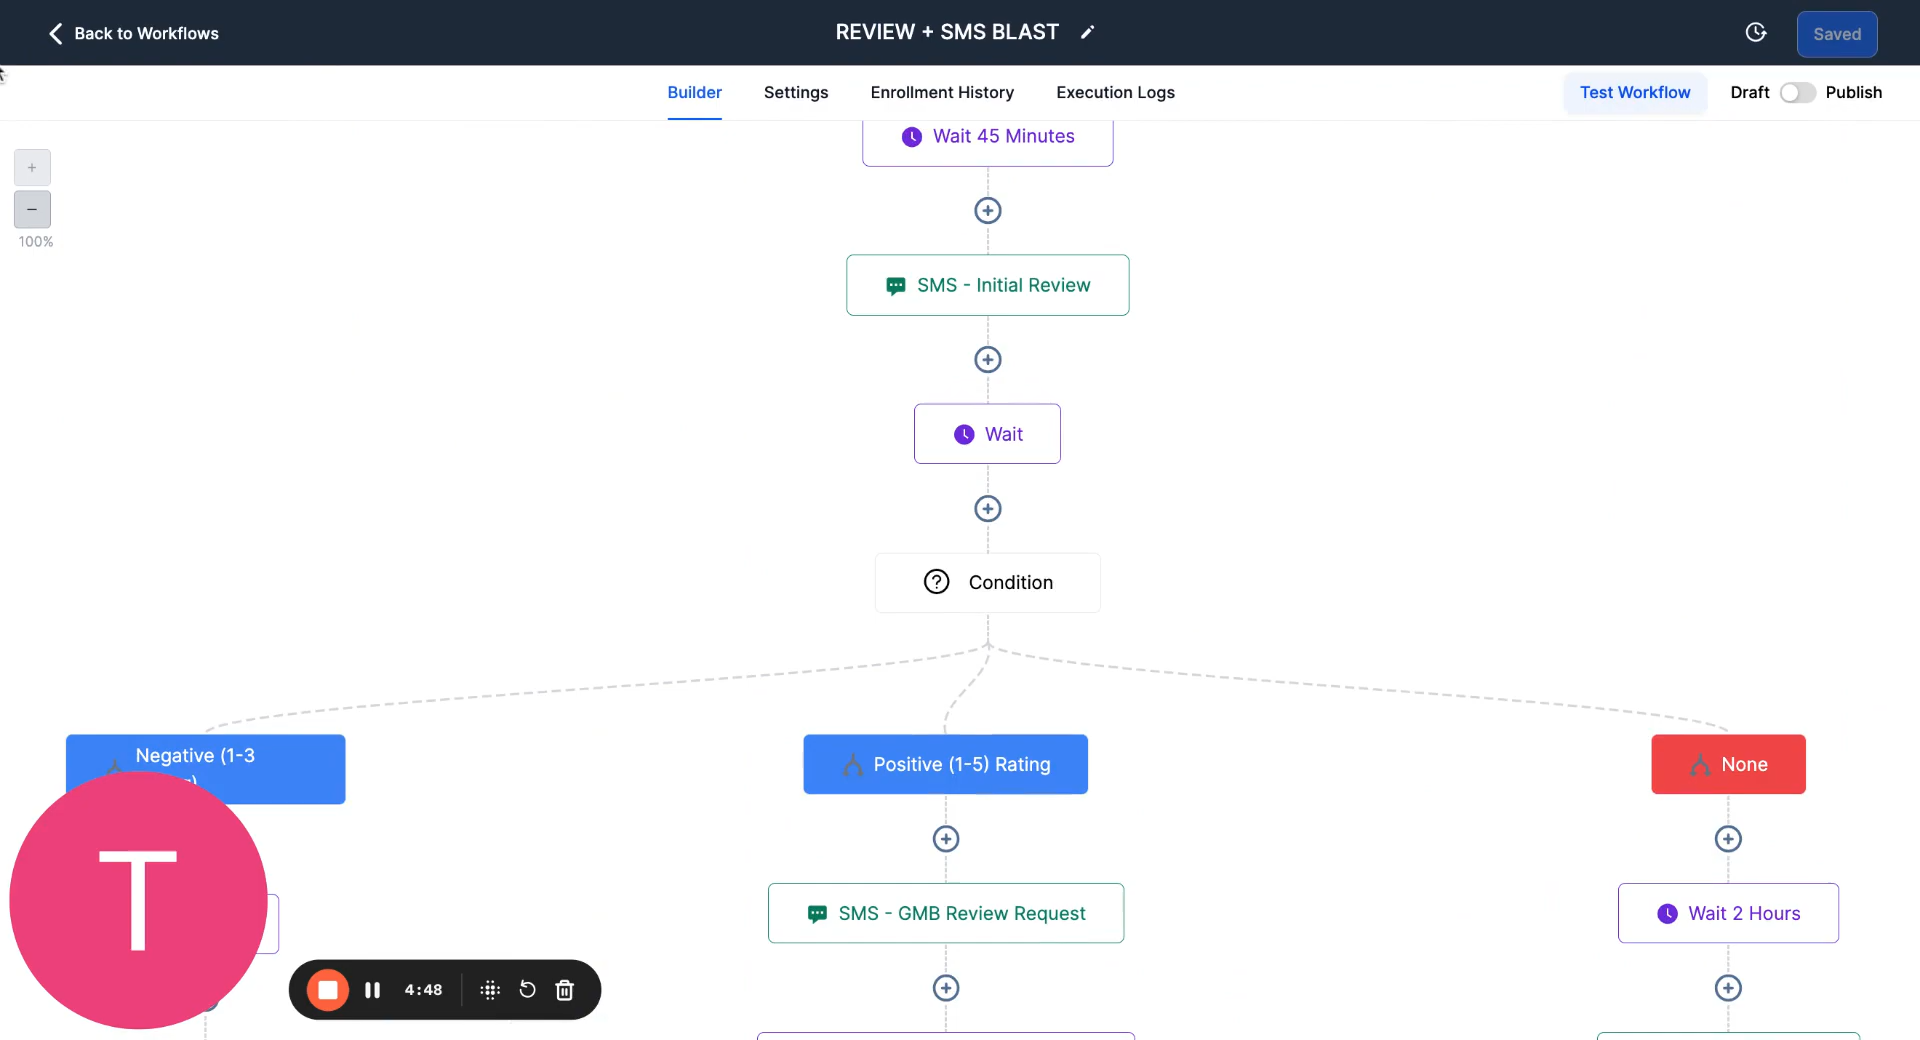 Back to Workflows
REVIEW + SMS BLAST
Saved
Builder
Settings
Enrollment History
Execution Logs
Test Workflow
Draft
Publish
Wait 45 Minutes
+
−
100%
SMS - Initial Review
Wait
Condition
Negative (1-3
Positive (1-5) Rating
None
SMS - GMB Review Request
Wait 2 Hours
T
4:48